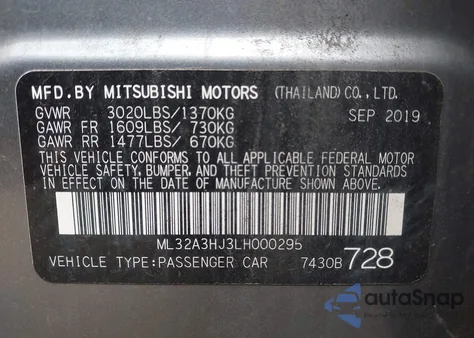 MFD.BY MITSUBISHI MOTORS (THAILAND) CO., LTD.
GVWR 3020LBS/1370KG SEP 2019
GAWR FR 1609LBS/ 730KG
GAWR RR 1477LBS/ 670KG
THIS VEHICLE CONFORMS TO ALL APPLICABLE FEDERAL MOTOR
VEHICLE SAFETY, BUMPER, AND THEFT PREVENTION STANDARDS
IN EFFECT ON THE DATE OF MANUFACTURE SHOWN ABOVE.
ML32A3HJ3LH000295
VEHICLE TYPE:PASSENGER CAR 7430B 728
autoSnap